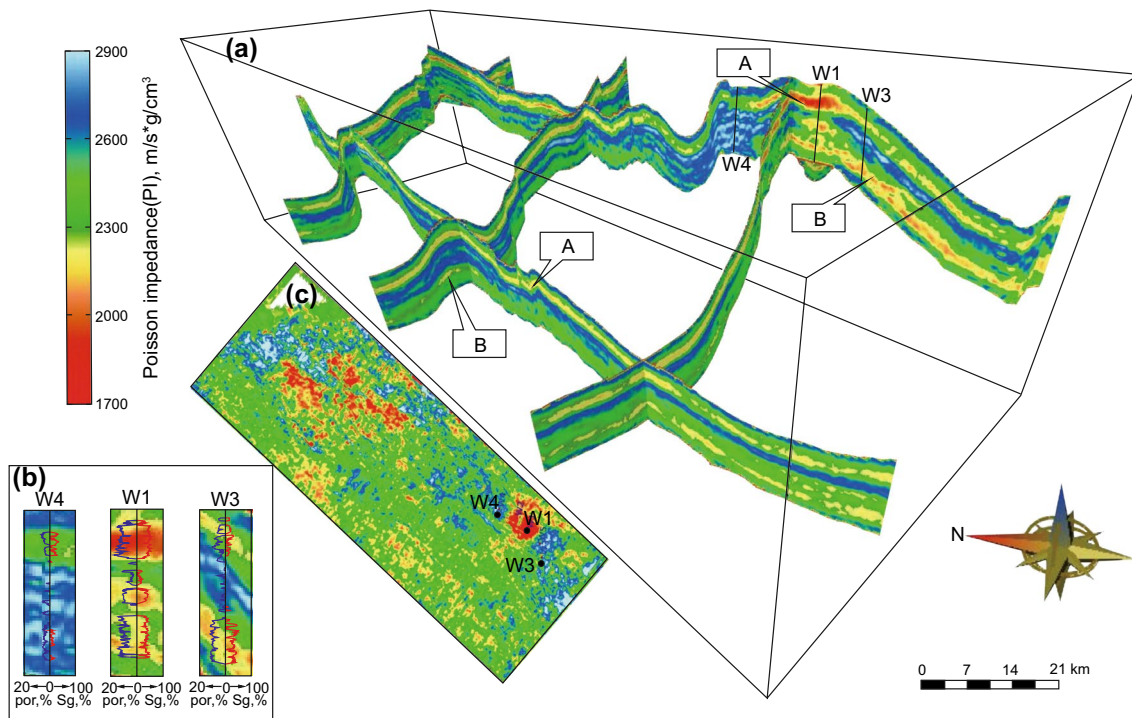 (a)
2900
2600
2300
2000
1700
Poisson impedance(PI), m/s*g/cm³
A
W1
W3
W4
B
A
B
(c)
W4
W1
W3
N
0 7 14 21 km
(b)
W4 W1 W3
20 0 100 20 0 100 20 0 100
por,% Sg,% por,% Sg,% por,% Sg,%